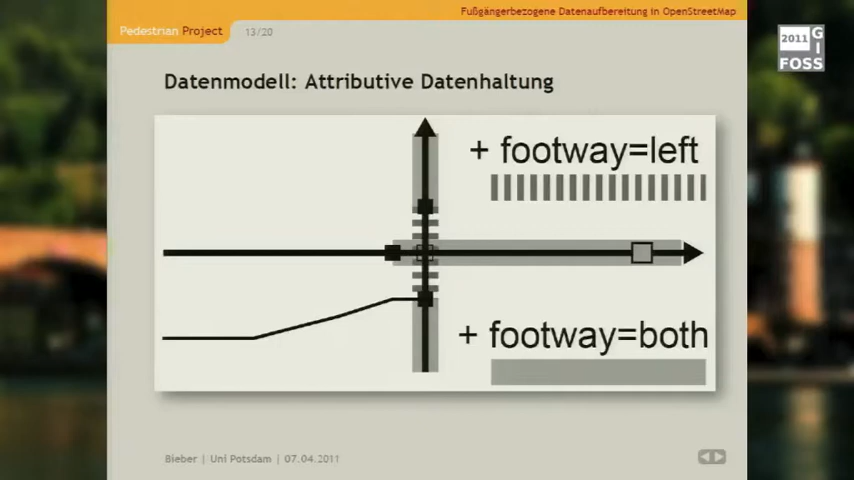 Fußgängerbezogene Datenaufbereitung in OpenStreetMap
Pedestrian Project
13/20
2011 GI
FOSS
Datenmodell: Attributive Datenhaltung
+ footway=left
+ footway=both
Bieber | Uni Potsdam | 07.04.2011